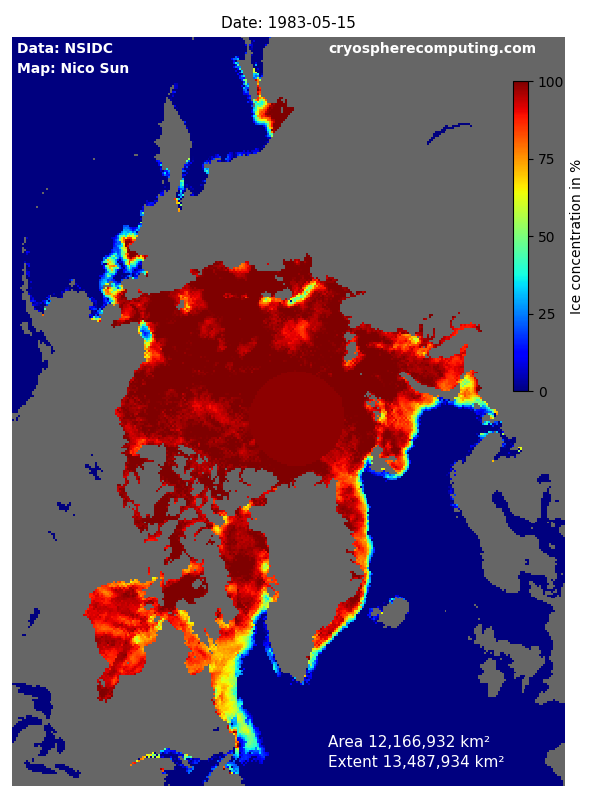 Date: 1983-05-15
Data: NSIDC
Map: Nico Sun
cryospherecomputing.com
100
75
50
25
0
Ice concentration in %
Area 12,166,932 km²
Extent 13,487,934 km²